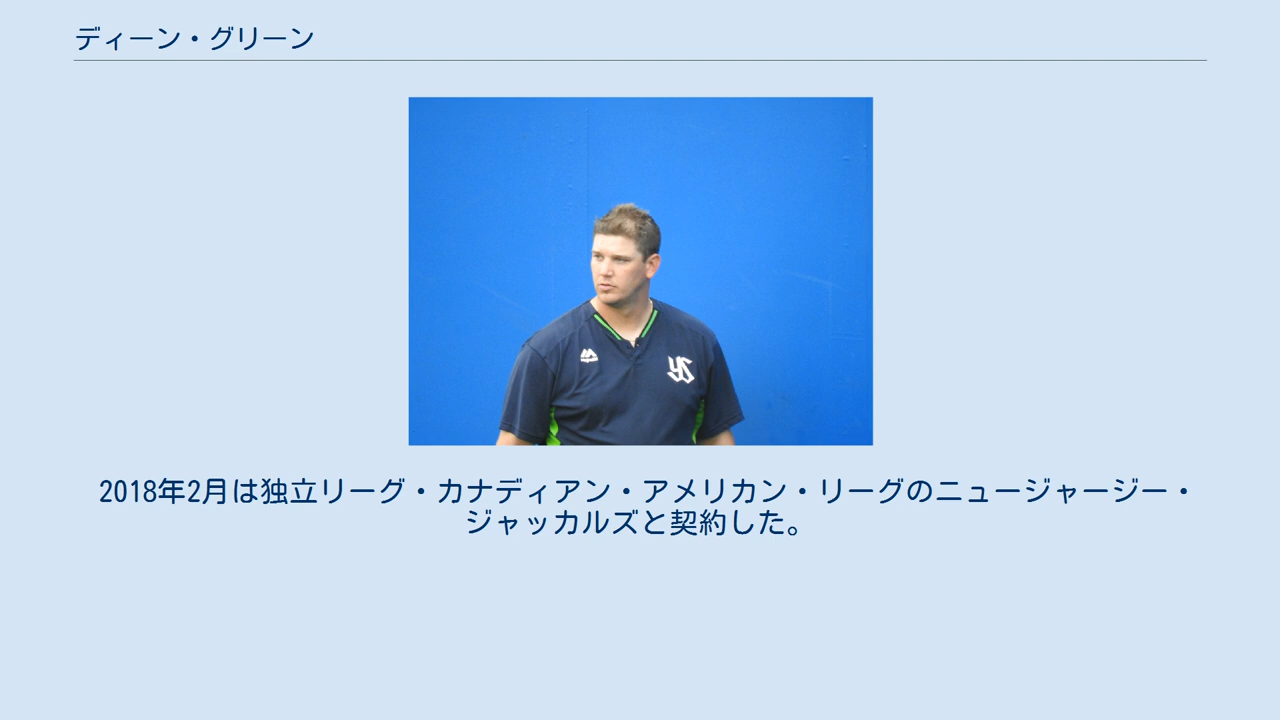 ディーン・グリーン
YS
2018年2月は独立リーグ・カナディアン・アメリカン・リーグのニュージャージー・
ジャッカルズと契約した。